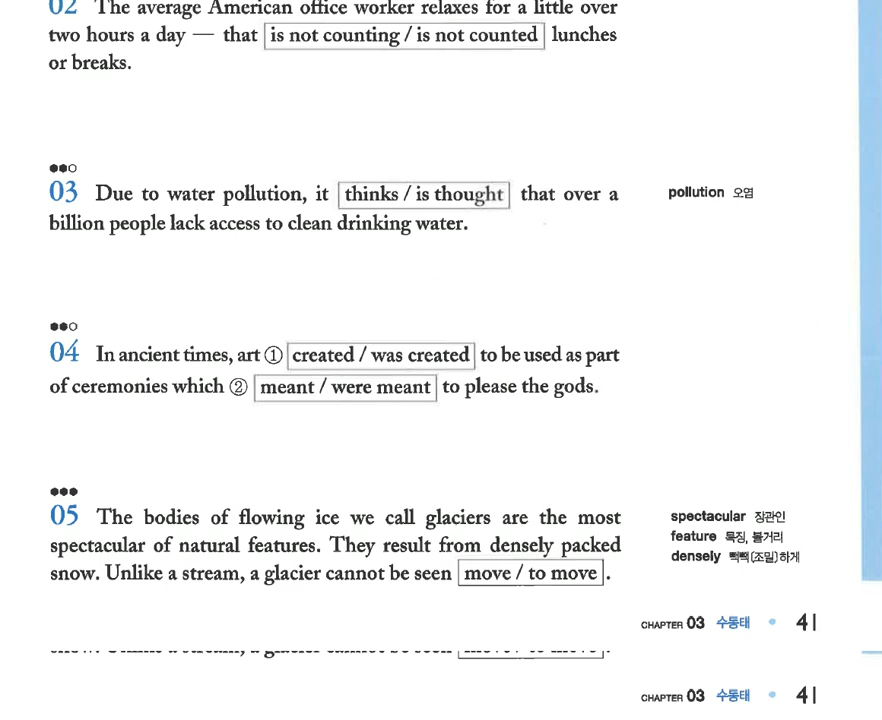 02 The average American office worker relaxes for a little over
two hours a day — that is not counting / is not counted lunches
or breaks.
03 Due to water pollution, it thinks / is thought that over a
billion people lack access to clean drinking water.
pollution 오염
04 In ancient times, art ① created / was created to be used as part
of ceremonies which ② meant / were meant to please the gods.
05 The bodies of flowing ice we call glaciers are the most
spectacular of natural features. They result from densely packed
snow. Unlike a stream, a glacier cannot be seen move / to move.
spectacular 장관인
feature 특징, 볼거리
densely 빽빽(조밀)하게
CHAPTER 03 수동태 • 41
CHAPTER 03 수동태 • 41